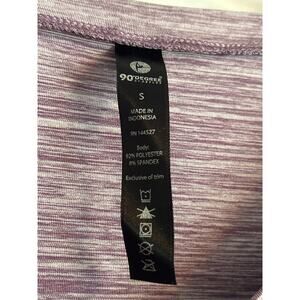 90°DEGREE
BY REFLEX
S
MADE IN
INDONESIA
RN 144527
Body:
92% POLYESTER
8% SPANDEX
Exclusive of trim